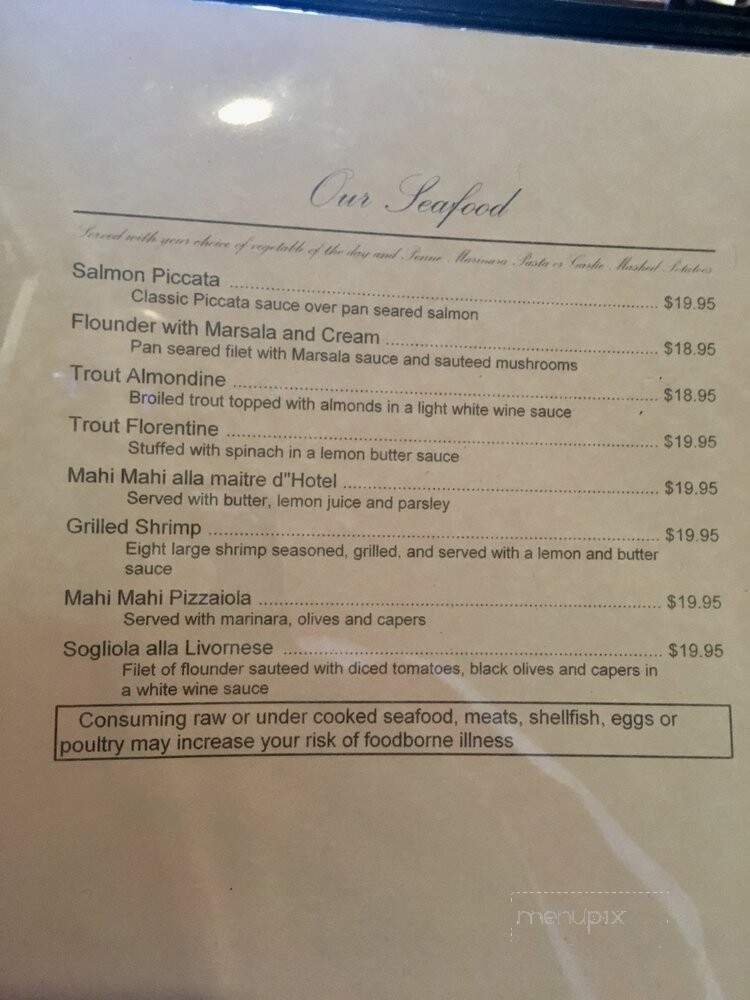 Our Seafood
Served with your choice of vegetable of the day and Penne Marinara Pasta or Garlic Mashed Potatoes
Salmon Piccata ........ $19.95
Classic Piccata sauce over pan seared salmon
Flounder with Marsala and Cream ........ $18.95
Pan seared filet with Marsala sauce and sauteed mushrooms
Trout Almondine ........ $18.95
Broiled trout topped with almonds in a light white wine sauce
Trout Florentine ........ $19.95
Stuffed with spinach in a lemon butter sauce
Mahi Mahi alla maitre d"Hotel ........ $19.95
Served with butter, lemon juice and parsley
Grilled Shrimp ........ $19.95
Eight large shrimp seasoned, grilled, and served with a lemon and butter
sauce
Mahi Mahi Pizzaiola ........ $19.95
Served with marinara, olives and capers
Sogliola alla Livornese ........ $19.95
Filet of flounder sauteed with diced tomatoes, black olives and capers in
a white wine sauce
Consuming raw or under cooked seafood, meats, shellfish, eggs or
poultry may increase your risk of foodborne illness
menupix